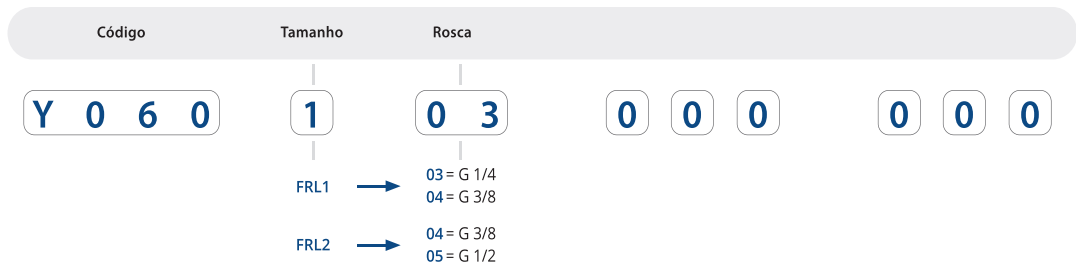 Código Tamanho Rosca
Y 0 6 0 1 0 3 0 0 0 0 0 0
FRL1 03 = G 1/4
04 = G 3/8
FRL2 04 = G 3/8
05 = G 1/2